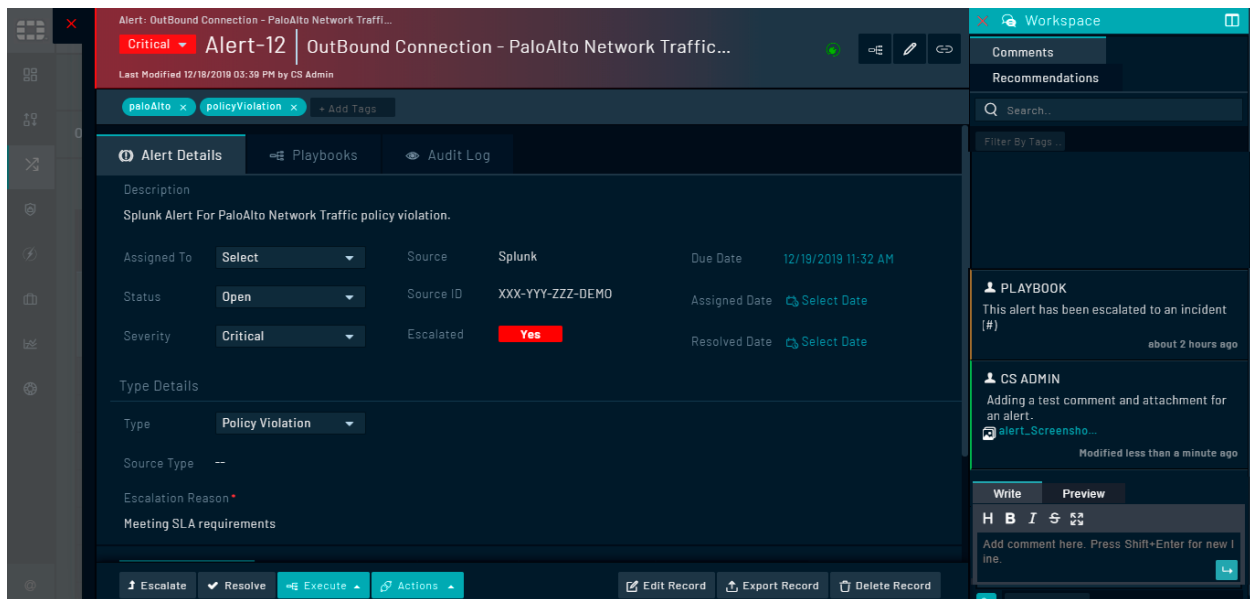 Alert: OutBound Connection - PaloAlto Network Traffi...
Critical Alert-12 OutBound Connection - PaloAlto Network Traffic...
Last Modified 12/18/2019 03:39 PM by CS Admin
paloAlto × policyViolation × + Add Tags
Alert Details Playbooks Audit Log
Description
Splunk Alert For PaloAlto Network Traffic policy violation.
Assigned To Select Source Splunk Due Date 12/19/2019 11:32 AM
Status Open Source ID XXX-YYY-ZZZ-DEMO Assigned Date Select Date
Severity Critical Escalated Yes Resolved Date Select Date
Type Details
Type Policy Violation
Source Type --
Escalation Reason*
Meeting SLA requirements
Escalate Resolve Execute Actions Edit Record Export Record Delete Record
Workspace
Comments
Recommendations
Search..
Filter By Tags ..
PLAYBOOK
This alert has been escalated to an incident
(#)
about 2 hours ago
CS ADMIN
Adding a test comment and attachment for
an alert.
alert_Screensho...
Modified less than a minute ago
Write Preview
H B I S
Add comment here. Press Shift+Enter for new l
ine.